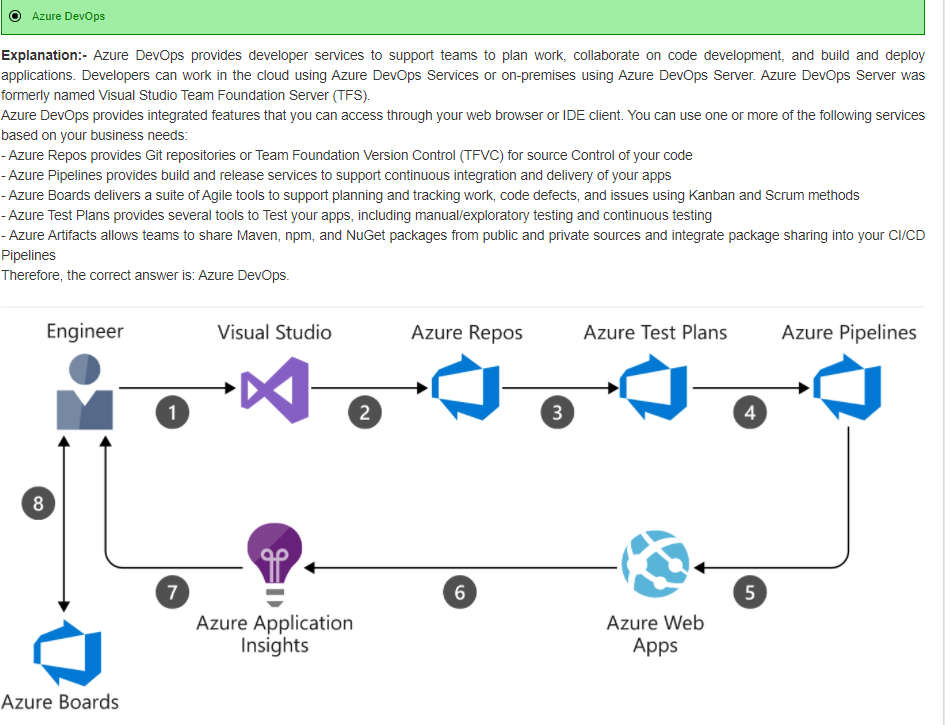 Azure DevOps
Explanation:- Azure DevOps provides developer services to support teams to plan work, collaborate on code development, and build and deploy
applications. Developers can work in the cloud using Azure DevOps Services or on-premises using Azure DevOps Server. Azure DevOps Server was
formerly named Visual Studio Team Foundation Server (TFS).
Azure DevOps provides integrated features that you can access through your web browser or IDE client. You can use one or more of the following services
based on your business needs:
- Azure Repos provides Git repositories or Team Foundation Version Control (TFVC) for source Control of your code
- Azure Pipelines provides build and release services to support continuous integration and delivery of your apps
- Azure Boards delivers a suite of Agile tools to support planning and tracking work, code defects, and issues using Kanban and Scrum methods
- Azure Test Plans provides several tools to Test your apps, including manual/exploratory testing and continuous testing
- Azure Artifacts allows teams to share Maven, npm, and NuGet packages from public and private sources and integrate package sharing into your CI/CD
Pipelines
Therefore, the correct answer is: Azure DevOps.
Engineer
Visual Studio
Azure Repos
Azure Test Plans
Azure Pipelines
1
2
3
4
8
7
6
5
Azure Application
Insights
Azure Web
Apps
Azure Boards